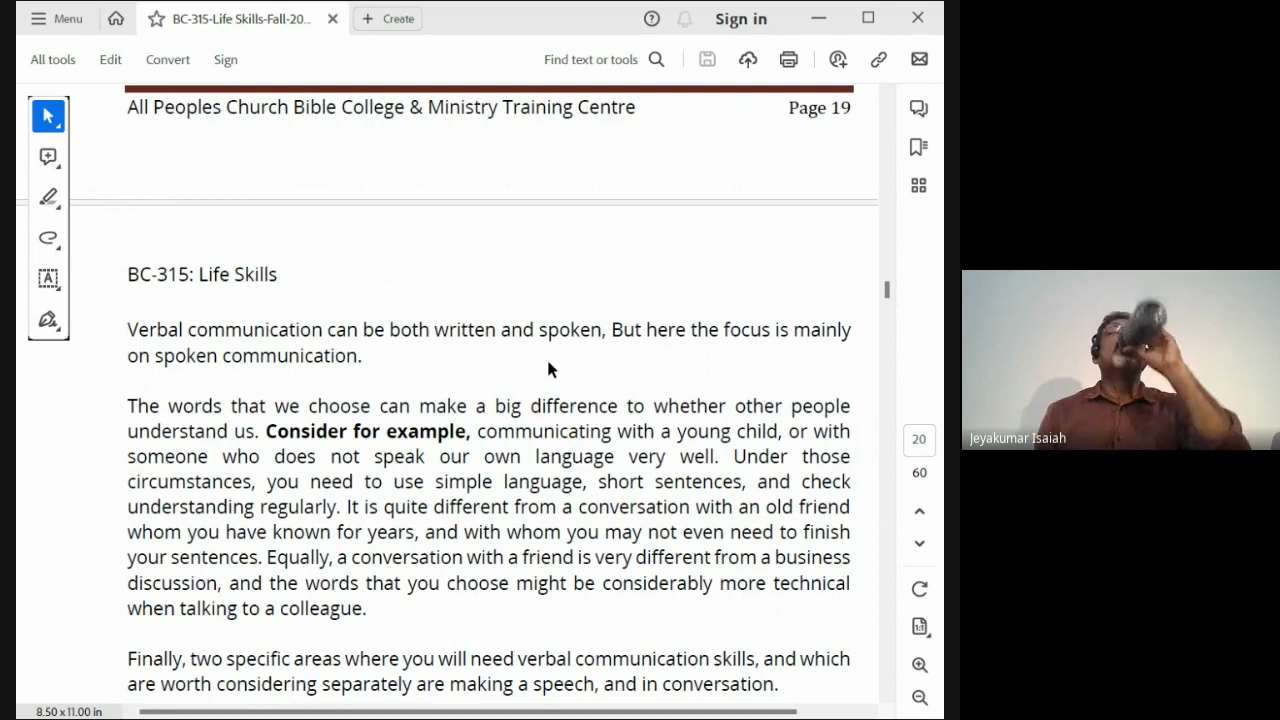 Menu
BC-315-Life Skills-Fall-20...
Create
Sign in
All tools
Edit
Convert
Sign
Find text or tools
All Peoples Church Bible College & Ministry Training Centre Page 19
BC-315: Life Skills
Verbal communication can be both written and spoken, But here the focus is mainly
on spoken communication.
The words that we choose can make a big difference to whether other people
understand us. Consider for example, communicating with a young child, or with
someone who does not speak our own language very well. Under those
circumstances, you need to use simple language, short sentences, and check
understanding regularly. It is quite different from a conversation with an old friend
whom you have known for years, and with whom you may not even need to finish
your sentences. Equally, a conversation with a friend is very different from a business
discussion, and the words that you choose might be considerably more technical
when talking to a colleague.
Finally, two specific areas where you will need verbal communication skills, and which
are worth considering separately are making a speech, and in conversation.
20
60
8.50 x 11.00 in
Jeyakumar Isaiah